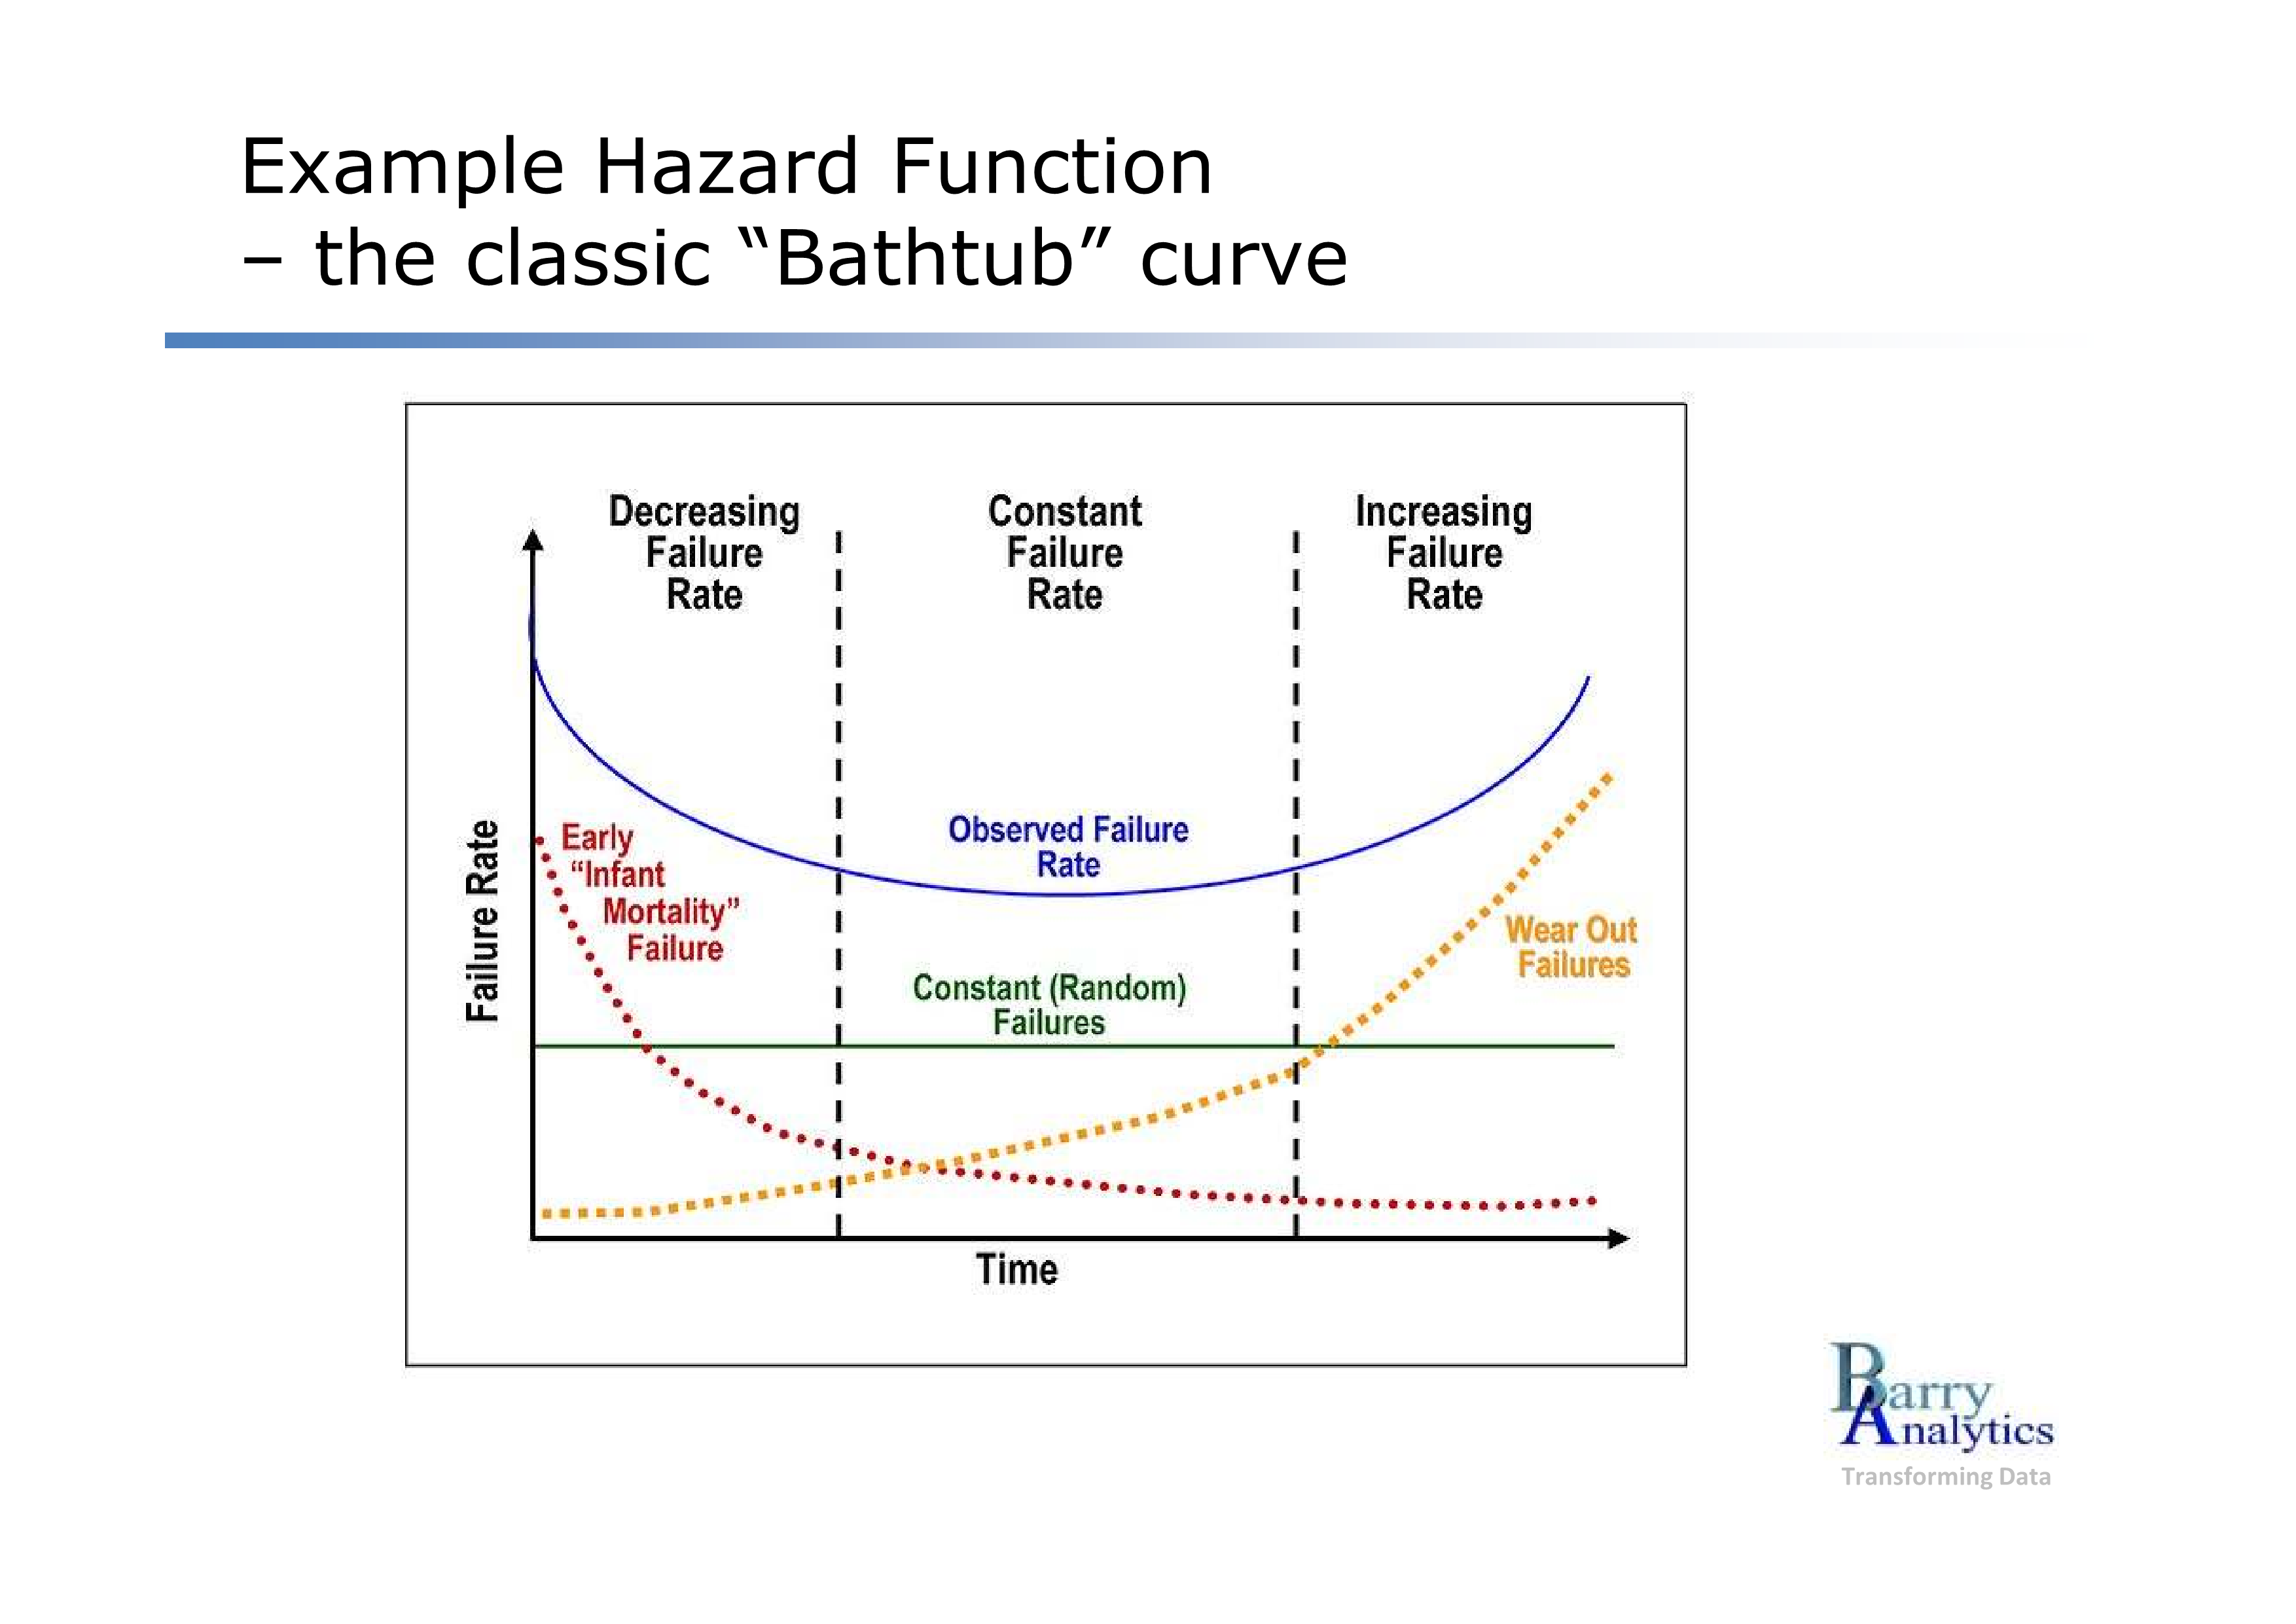 Example Hazard Function
– the classic “Bathtub” curve
Decreasing
Failure
Rate
Constant
Failure
Rate
Increasing
Failure
Rate
Failure Rate
Observed Failure
Rate
Early
“Infant
Mortality”
Failure
Wear Out
Failures
Constant (Random)
Failures
Time
Barry
Analytics
Transforming Data